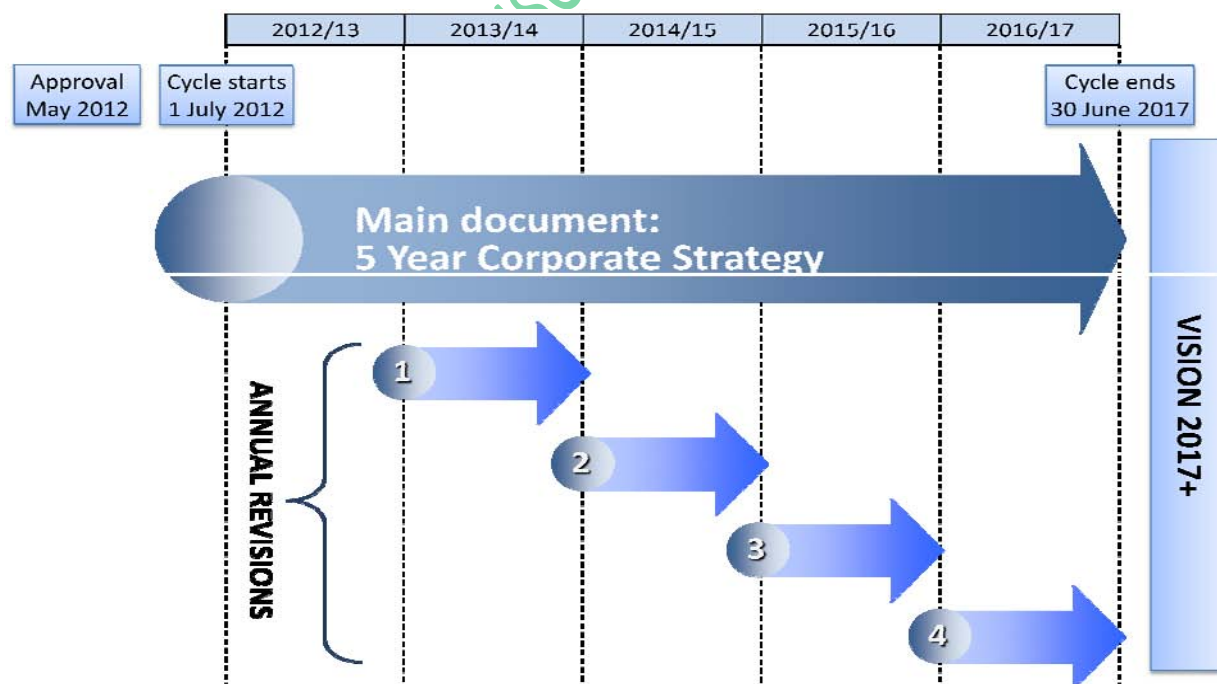 2012/13 2013/14 2014/15 2015/16 2016/17
Approval
May 2012
Cycle starts
1 July 2012
Cycle ends
30 June 2017
Main document:
5 Year Corporate Strategy
ANNUAL REVISIONS
1
2
3
4
VISION 2017+